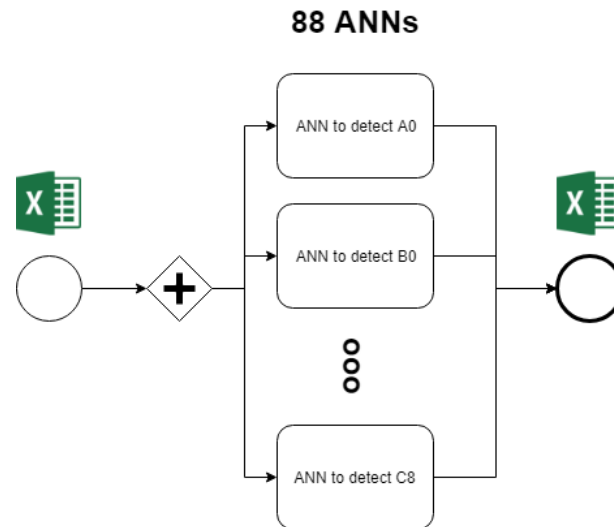 88 ANNs
ANN to detect A0
X
X
ANN to detect B0
ANN to detect C8